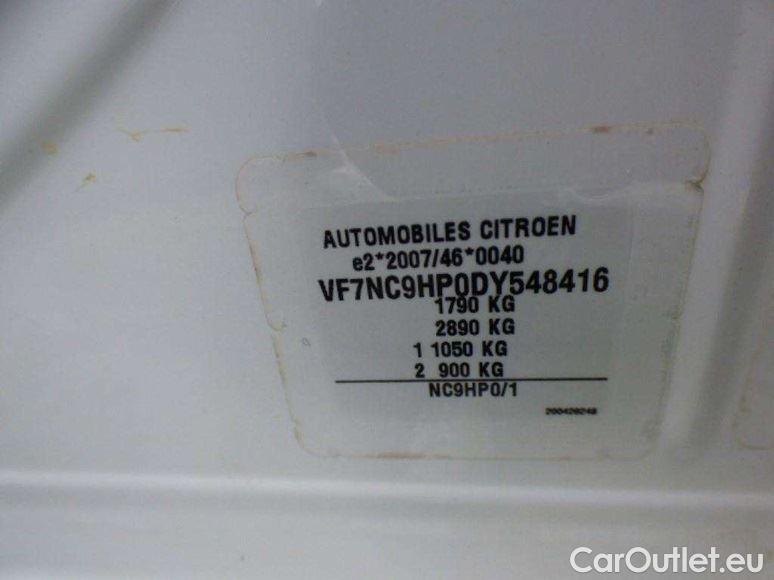 AUTOMOBILES CITROEN
e2*2007/46*0040
VF7NC9HP0DY548416
1790 KG
2890 KG
1 1050 KG
2 900 KG
NC9HP0/1
200420248
CarOutlet.eu